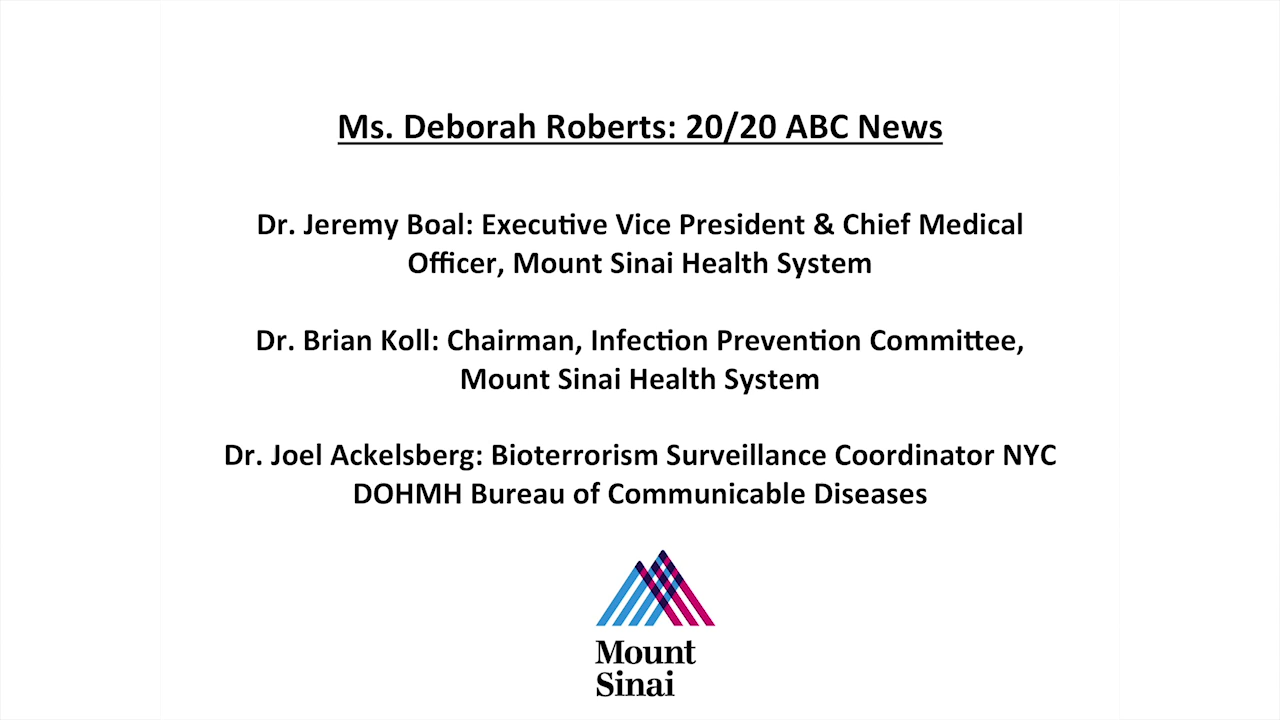 Ms. Deborah Roberts: 20/20 ABC News
Dr. Jeremy Boal: Executive Vice President & Chief Medical
Officer, Mount Sinai Health System
Dr. Brian Koll: Chairman, Infection Prevention Committee,
Mount Sinai Health System
Dr. Joel Ackelsberg: Bioterrorism Surveillance Coordinator NYC
DOHMH Bureau of Communicable Diseases
Mount
Sinai